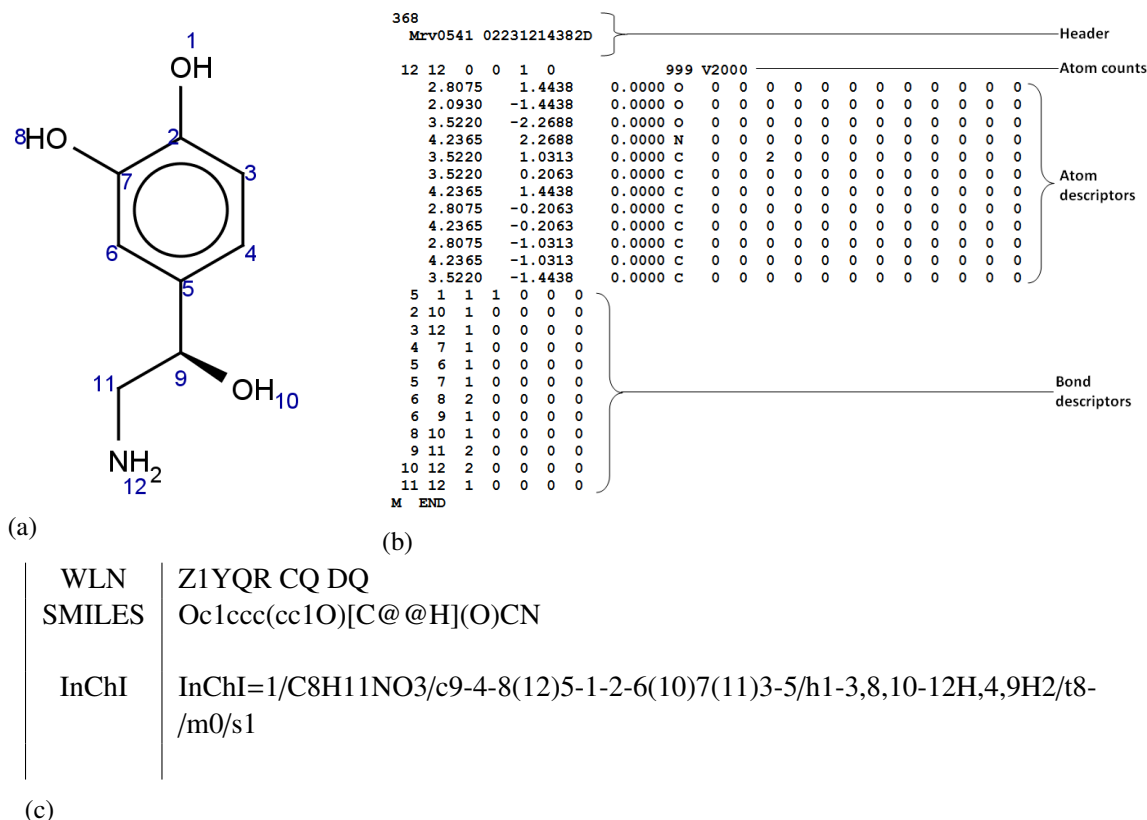 1
OH
8HO
2
7
3
6
4
5
11
9
OH10
NH2
12
(a)
368
Mrv0541 02231214382D
Header
12 12 0 0 1 0 999 V2000
Atom counts
2.8075 1.4438 0.0000 O 0 0 0 0 0 0 0 0 0 0 0 0
2.0930 -1.4438 0.0000 O 0 0 0 0 0 0 0 0 0 0 0 0
3.5220 -2.2688 0.0000 O 0 0 0 0 0 0 0 0 0 0 0 0
4.2365 2.2688 0.0000 N 0 0 0 0 0 0 0 0 0 0 0 0
3.5220 1.0313 0.0000 C 0 0 2 0 0 0 0 0 0 0 0 0
3.5220 0.2063 0.0000 C 0 0 0 0 0 0 0 0 0 0 0 0
4.2365 1.4438 0.0000 C 0 0 0 0 0 0 0 0 0 0 0 0
2.8075 -0.2063 0.0000 C 0 0 0 0 0 0 0 0 0 0 0 0
4.2365 -0.2063 0.0000 C 0 0 0 0 0 0 0 0 0 0 0 0
2.8075 -1.0313 0.0000 C 0 0 0 0 0 0 0 0 0 0 0 0
4.2365 -1.0313 0.0000 C 0 0 0 0 0 0 0 0 0 0 0 0
3.5220 -1.4438 0.0000 C 0 0 0 0 0 0 0 0 0 0 0 0
Atom
descriptors
5 1 1 1 0 0 0
2 10 1 0 0 0 0
3 12 1 0 0 0 0
4 7 1 0 0 0 0
5 6 1 0 0 0 0
5 7 1 0 0 0 0
6 8 2 0 0 0 0
6 9 1 0 0 0 0
8 10 1 0 0 0 0
9 11 2 0 0 0 0
10 12 2 0 0 0 0
11 12 1 0 0 0 0
M END
Bond
descriptors
(b)
WLN Z1YQR CQ DQ
SMILES Oc1ccc(cc1O)[C@@H](O)CN
InChI InChI=1/C8H11NO3/c9-4-8(12)5-1-2-6(10)7(11)3-5/h1-3,8,10-12H,4,9H2/t8-
/m0/s1
(c)